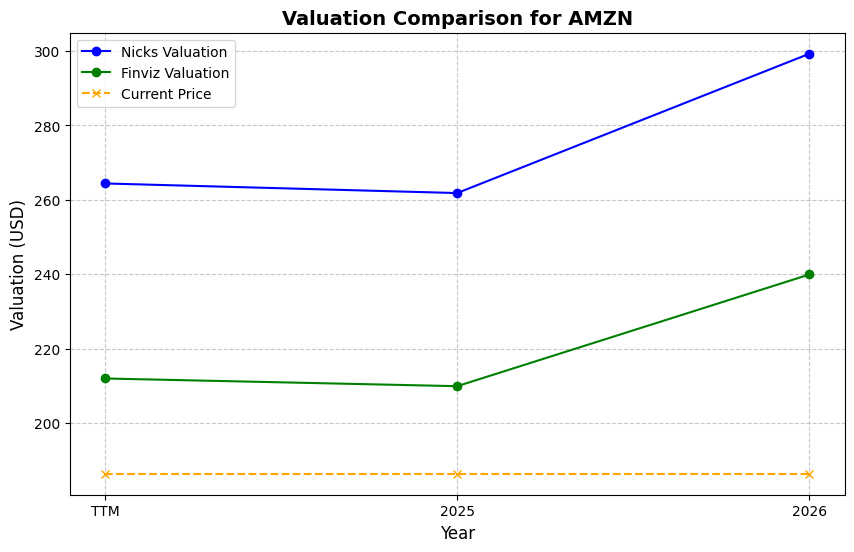 Valuation Comparison for AMZN
Nicks Valuation
Finviz Valuation
Current Price
300
280
260
240
220
200
Valuation (USD)
TTM 2025 2026
Year